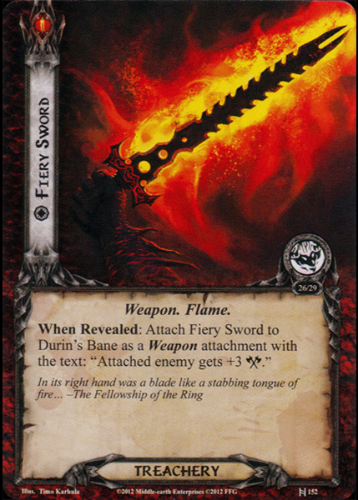 FIERY SWORD
26/29
Weapon. Flame.
When Revealed: Attach Fiery Sword to
Durin's Bane as a Weapon attachment with
the text: “Attached enemy gets +3 .”
In its right hand was a blade like a stabbing tongue of
fire… –The Fellowship of the Ring
TREACHERY
Illus. Timo Karhula
©2012 Middle-earth Enterprises ©2012 FFG
152